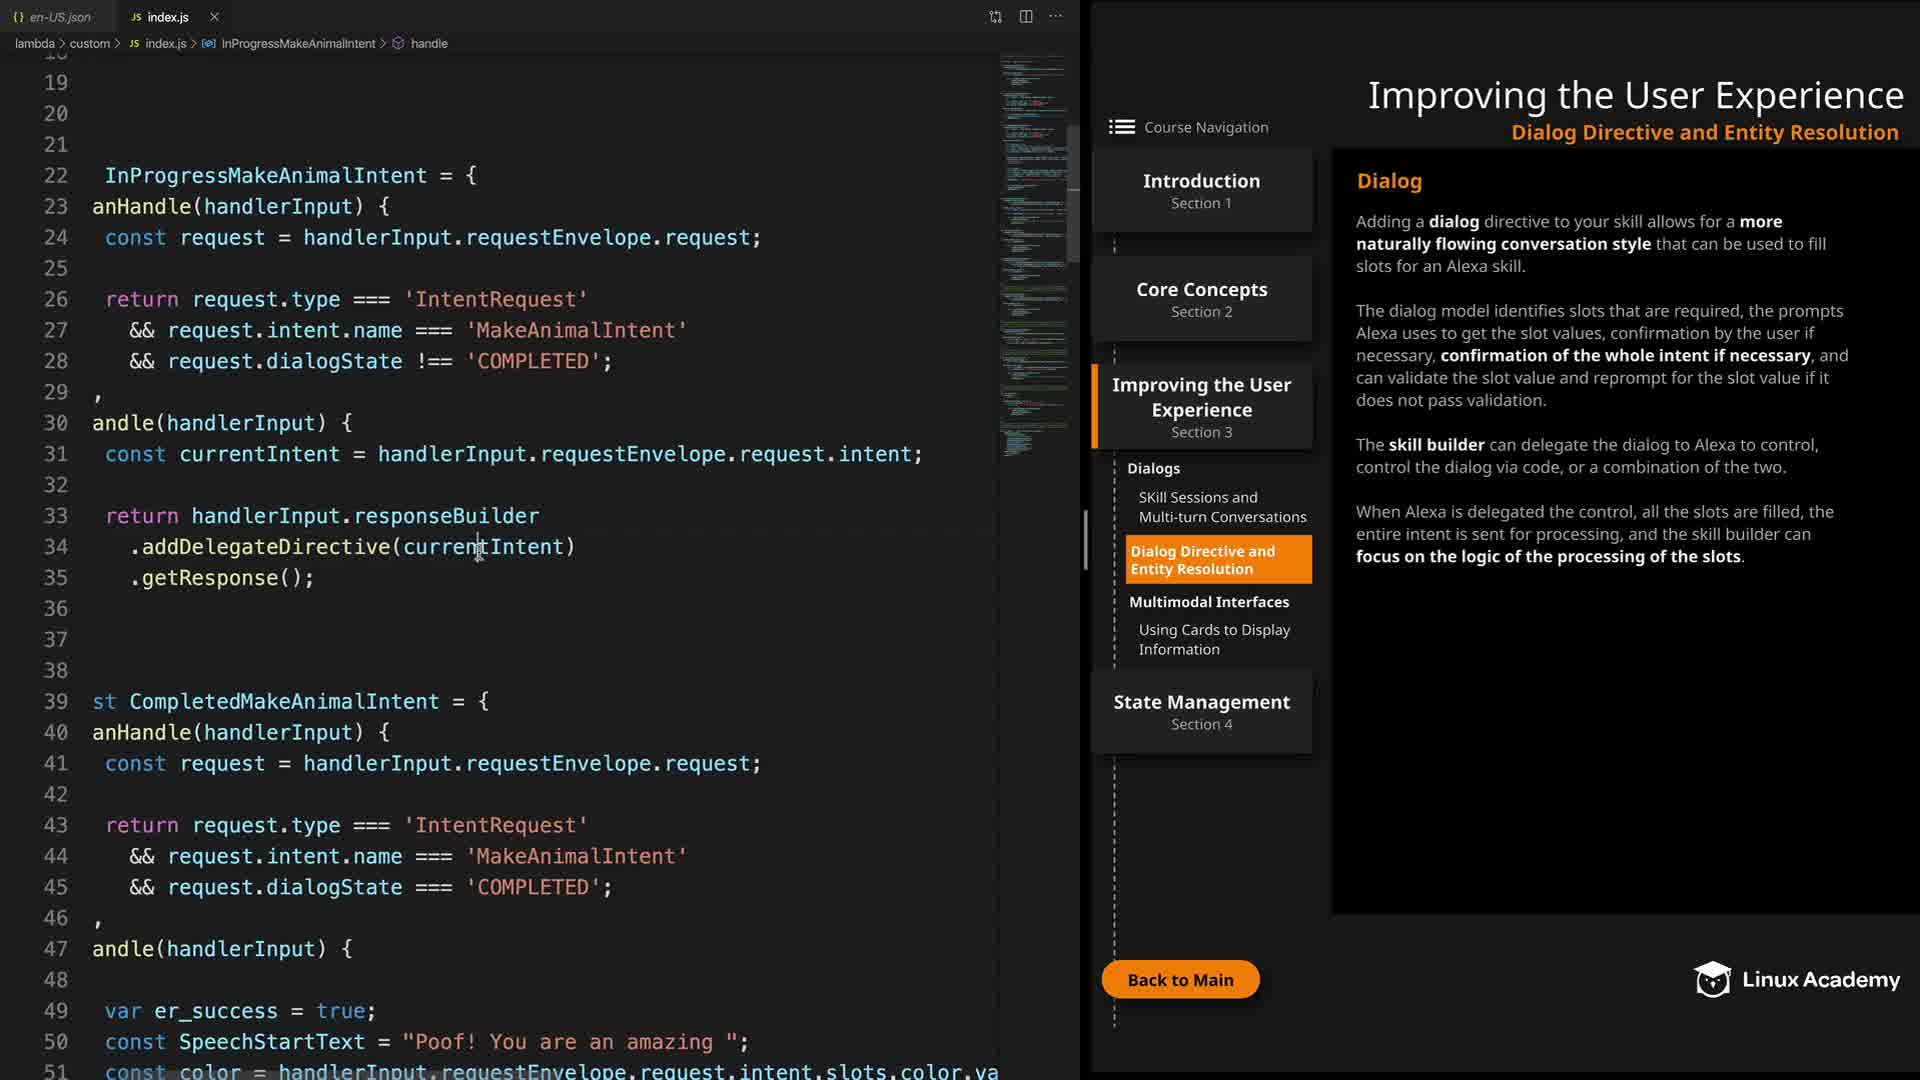 {} en-US.json
JS index.js
lambda > custom > JS index.js > InProgressMakeAnimalIntent > handle
19
20
21
22 InProgressMakeAnimalIntent = {
23 anHandle(handlerInput) {
24 const request = handlerInput.requestEnvelope.request;
25
26 return request.type === 'IntentRequest'
27 && request.intent.name === 'MakeAnimalIntent'
28 && request.dialogState !== 'COMPLETED';
29 ,
30 andle(handlerInput) {
31 const currentIntent = handlerInput.requestEnvelope.request.intent;
32
33 return handlerInput.responseBuilder
34 .addDelegateDirective(currentIntent)
35 .getResponse();
36
37
38
39 st CompletedMakeAnimalIntent = {
40 anHandle(handlerInput) {
41 const request = handlerInput.requestEnvelope.request;
42
43 return request.type === 'IntentRequest'
44 && request.intent.name === 'MakeAnimalIntent'
45 && request.dialogState === 'COMPLETED';
46 ,
47 andle(handlerInput) {
48
49 var er_success = true;
50 const SpeechStartText = "Poof! You are an amazing ";
51 const color = handlerInput.requestEnvelope.request.intent.slots.color.va
Improving the User Experience
Dialog Directive and Entity Resolution
Course Navigation
Introduction
Section 1
Core Concepts
Section 2
Improving the User
Experience
Section 3
Dialogs
SKill Sessions and
Multi-turn Conversations
Dialog Directive and
Entity Resolution
Multimodal Interfaces
Using Cards to Display
Information
State Management
Section 4
Back to Main
Dialog
Adding a dialog directive to your skill allows for a more
naturally flowing conversation style that can be used to fill
slots for an Alexa skill.
The dialog model identifies slots that are required, the prompts
Alexa uses to get the slot values, confirmation by the user if
necessary, confirmation of the whole intent if necessary, and
can validate the slot value and reprompt for the slot value if it
does not pass validation.
The skill builder can delegate the dialog to Alexa to control,
control the dialog via code, or a combination of the two.
When Alexa is delegated the control, all the slots are filled, the
entire intent is sent for processing, and the skill builder can
focus on the logic of the processing of the slots.
Linux Academy